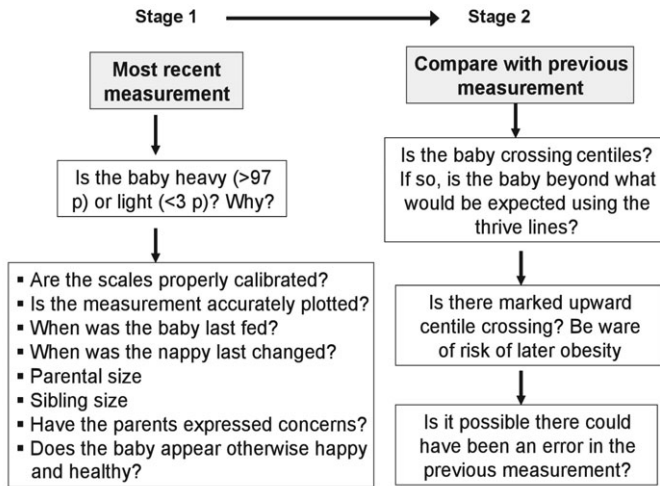 Stage 1
Stage 2
Most recent
measurement
Is the baby heavy (>97
p) or light (<3 p)? Why?
▪ Are the scales properly calibrated?
▪ Is the measurement accurately plotted?
▪ When was the baby last fed?
▪ When was the nappy last changed?
▪ Parental size
▪ Sibling size
▪ Have the parents expressed concerns?
▪ Does the baby appear otherwise happy
and healthy?
Compare with previous
measurement
Is the baby crossing centiles?
If so, is the baby beyond what
would be expected using the
thrive lines?
Is there marked upward
centile crossing? Be ware
of risk of later obesity
Is it possible there could
have been an error in the
previous measurement?